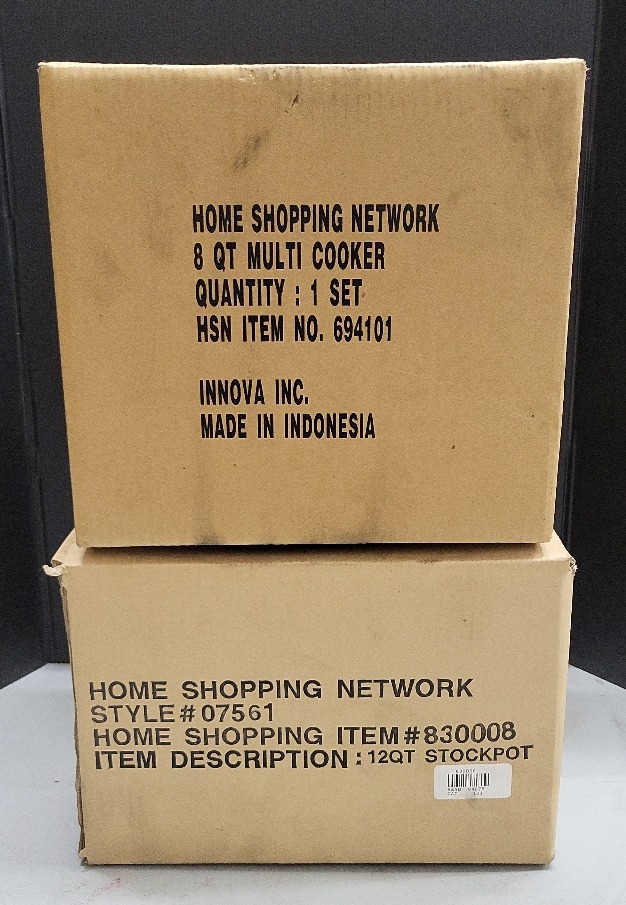 HOME SHOPPING NETWORK
8 QT MULTI COOKER
QUANTITY : 1 SET
HSN ITEM NO. 694101
INNOVA INC.
MADE IN INDONESIA
HOME SHOPPING NETWORK
STYLE # 07561
HOME SHOPPING ITEM # 830008
ITEM DESCRIPTION : 12QT STOCKPOT